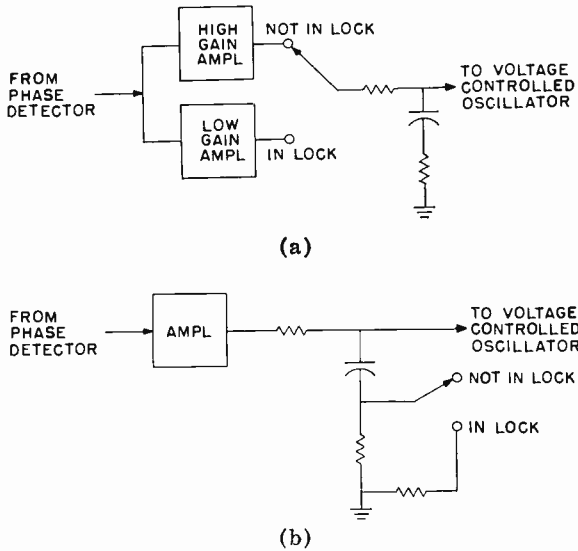 HIGH
GAIN
AMPL
NOT IN LOCK
FROM
PHASE
DETECTOR
TO VOLTAGE
CONTROLLED
OSCILLATOR
LOW
GAIN
AMPL
IN LOCK
(a)
FROM
PHASE
DETECTOR
AMPL
TO VOLTAGE
CONTROLLED
OSCILLATOR
NOT IN LOCK
IN LOCK
(b)